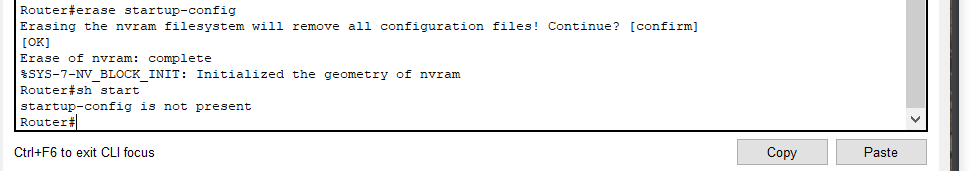 Router#erase startup-config
Erasing the nvram filesystem will remove all configuration files! Continue? [confirm]
[OK]
Erase of nvram: complete
%SYS-7-NV_BLOCK_INIT: Initialized the geometry of nvram
Router#sh start
startup-config is not present
Router#
Ctrl+F6 to exit CLI focus
Copy
Paste